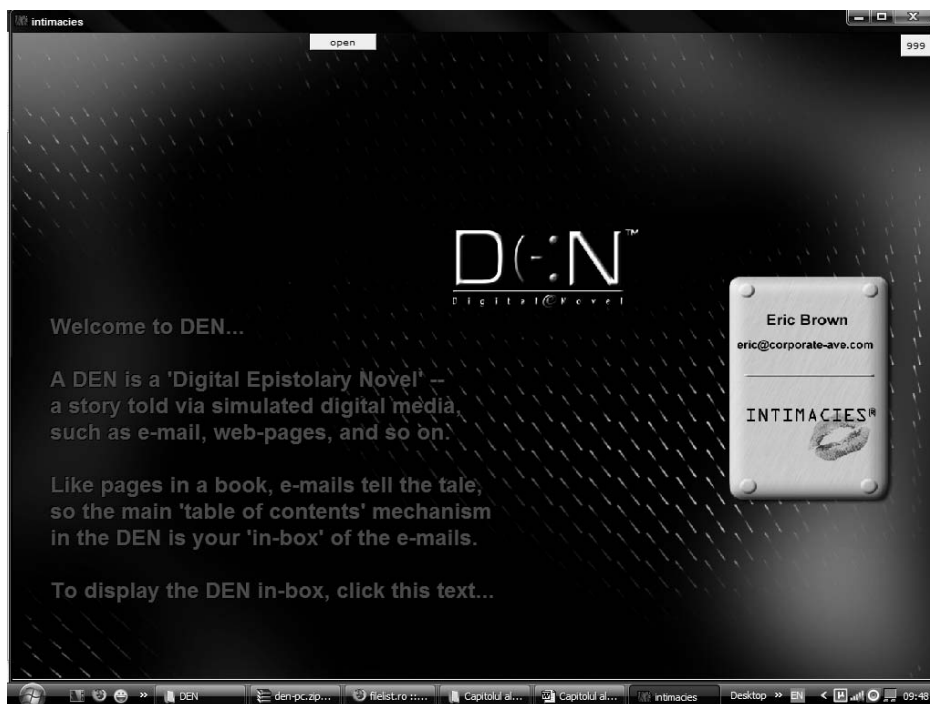 intimacies
open
999
D(-:N™
Digital@Novel
Eric Brown
eric@corporate-ave.com
INTIMACIES®
Welcome to DEN...
A DEN is a 'Digital Epistolary Novel' --
a story told via simulated digital media,
such as e-mail, web-pages, and so on.
Like pages in a book, e-mails tell the tale,
so the main 'table of contents' mechanism
in the DEN is your 'in-box' of the e-mails.
To display the DEN in-box, click this text...
» DEN den-pc.zip... filelist.ro ::... Capitolul al... Capitolul al... intimacies Desktop » EN < 09:48